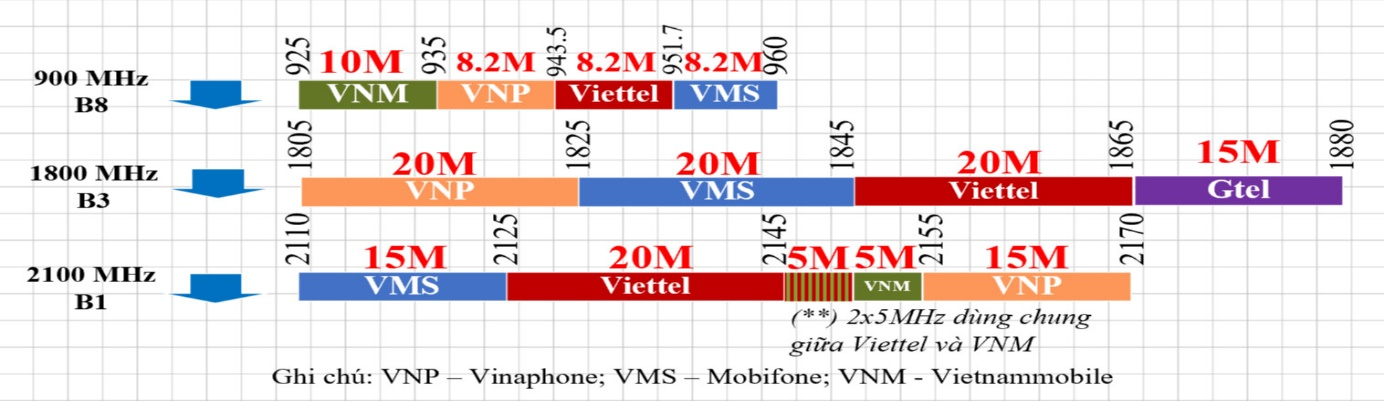 925 10M 935 8.2M 943.5 8.2M 951.7 8.2M 960
900 MHz
B8
VNM VNP Viettel VMS
1805 20M 1825 20M 1845 20M 1865 15M 1880
1800 MHz
B3
VNP VMS Viettel Gtel
2110 15M 2125 20M 2145 5M 5M 2155 15M 2170
2100 MHz
B1
VMS Viettel VNM VNP
(**) 2x5MHz dùng chung
giữa Viettel và VNM
Ghi chú: VNP – Vinaphone; VMS – Mobifone; VNM - Vietnammobile